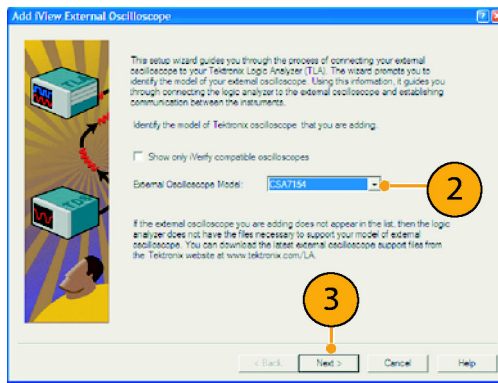 Add iView External Oscilloscope
This setup wizard guides you through the process of connecting your external
oscilloscope to your Tektronix Logic Analyzer (TLA). The wizard prompts you to
identify the model of your external oscilloscope. Using this information, it guides you
through connecting the logic analyzer to the external oscilloscope and establishing
communication between the instruments.
Identify the model of Tektronix oscilloscope that you are adding.
Show only iVerify compatible oscilloscopes
External Oscilloscope Model: CSA7154
2
If the external oscilloscope you are adding does not appear in the list, then the logic
analyzer does not have the files necessary to support your model of external
oscilloscope. You can download the latest external oscilloscope support files from
the Tektronix website at www.tektronix.com/LA.
3
< Back Next > Cancel Help
TLA
TDS